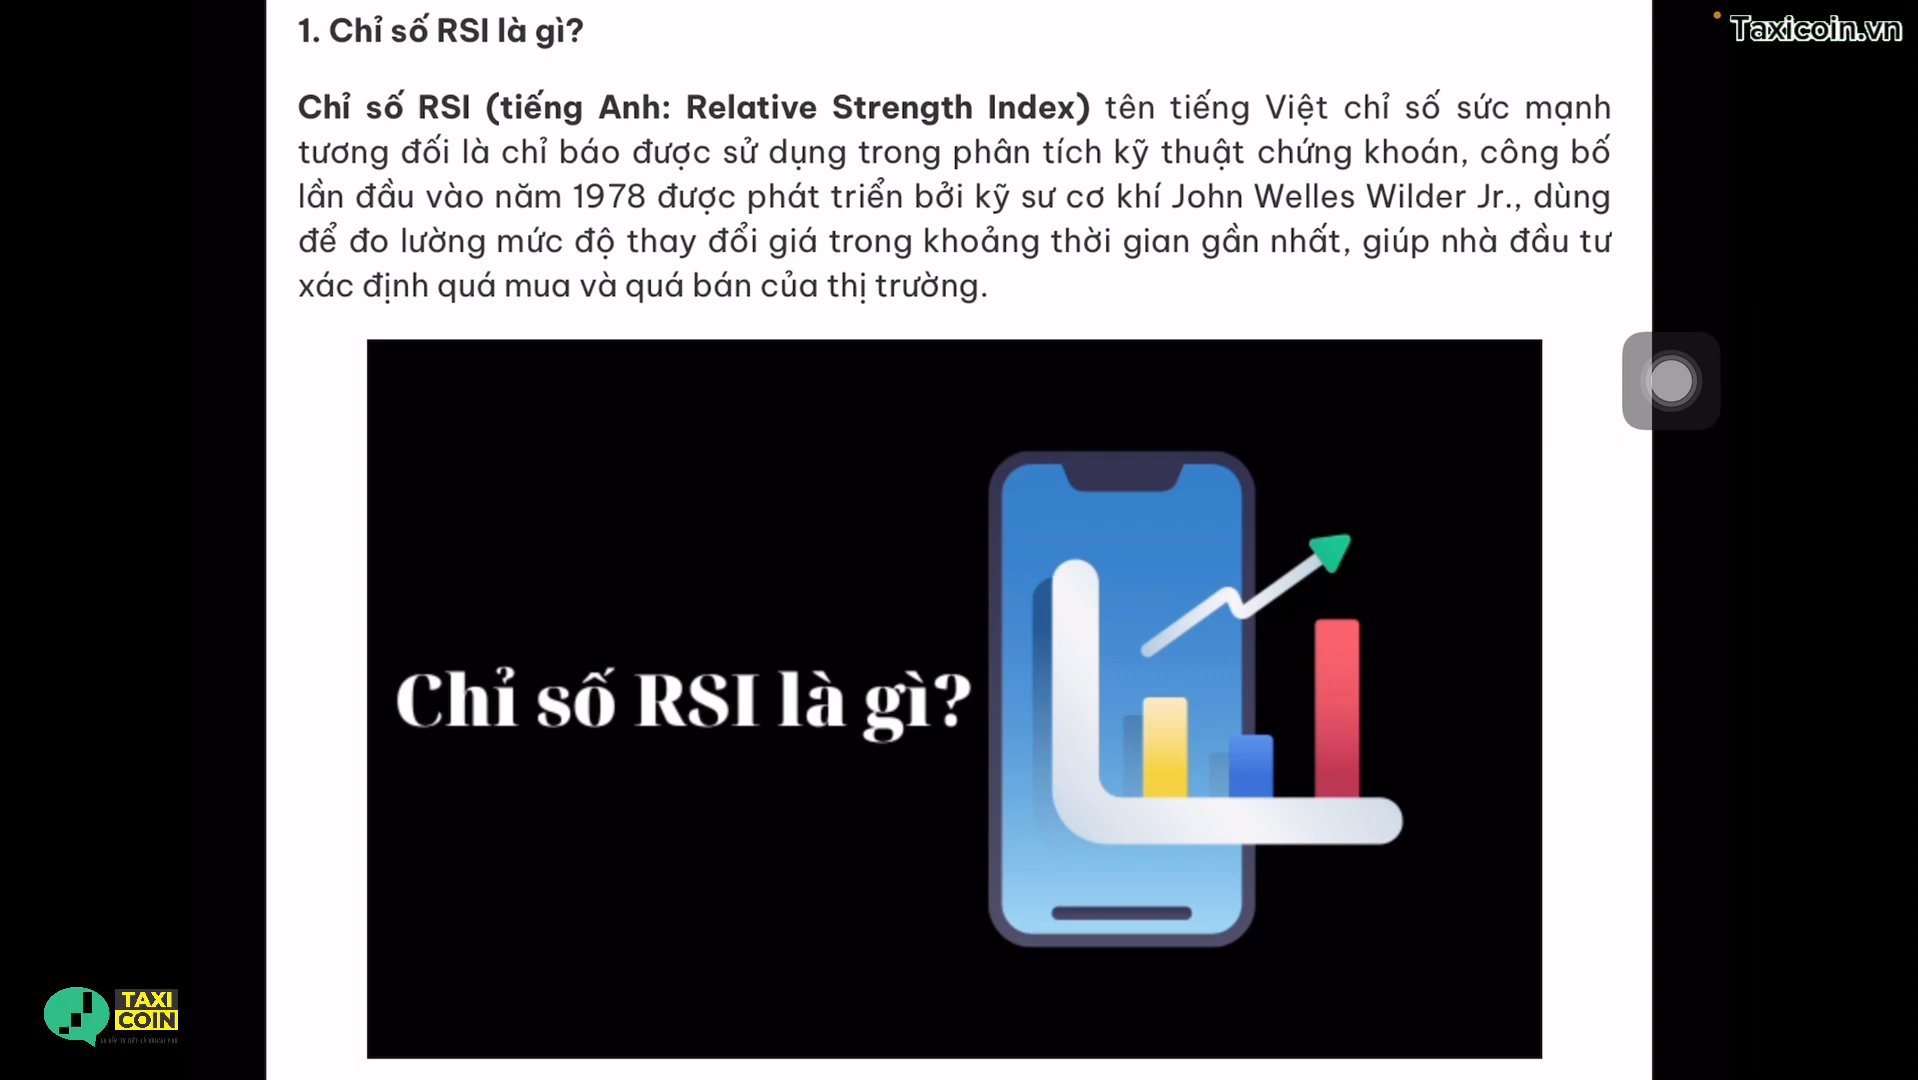 1. Chỉ số RSI là gì?
Taxicoin.vn
Chỉ số RSI (tiếng Anh: Relative Strength Index) tên tiếng Việt chỉ số sức mạnh
tương đối là chỉ báo được sử dụng trong phân tích kỹ thuật chứng khoán, công bố
lần đầu vào năm 1978 được phát triển bởi kỹ sư cơ khí John Welles Wilder Jr., dùng
để đo lường mức độ thay đổi giá trong khoảng thời gian gần nhất, giúp nhà đầu tư
xác định quá mua và quá bán của thị trường.
Chỉ số RSI là gì?
TAXI
COIN